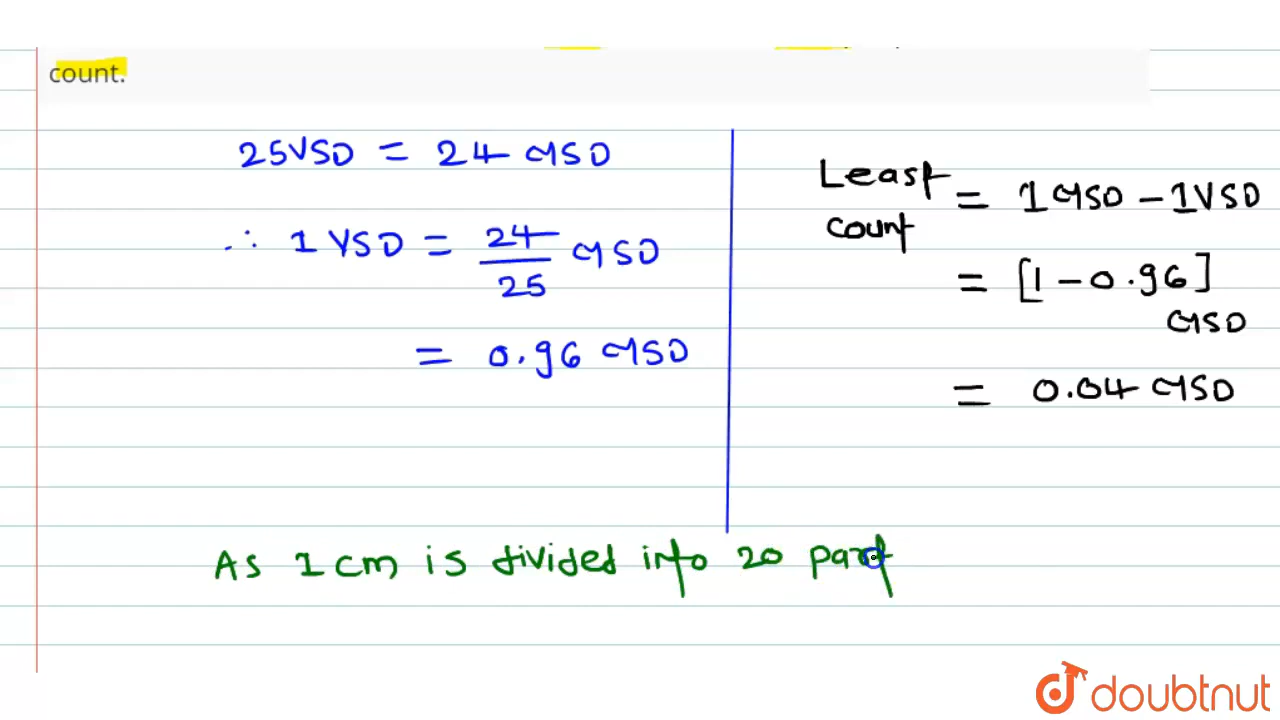 count.
25VSD = 24 MSD
∴ 1 VSD = 24/25 MSD
= 0.96 MSD
Least count = 1 MSD - 1 VSD
= [1 - 0.96] MSD
= 0.04 MSD
As 1 cm is divided into 20 part
doubtnut